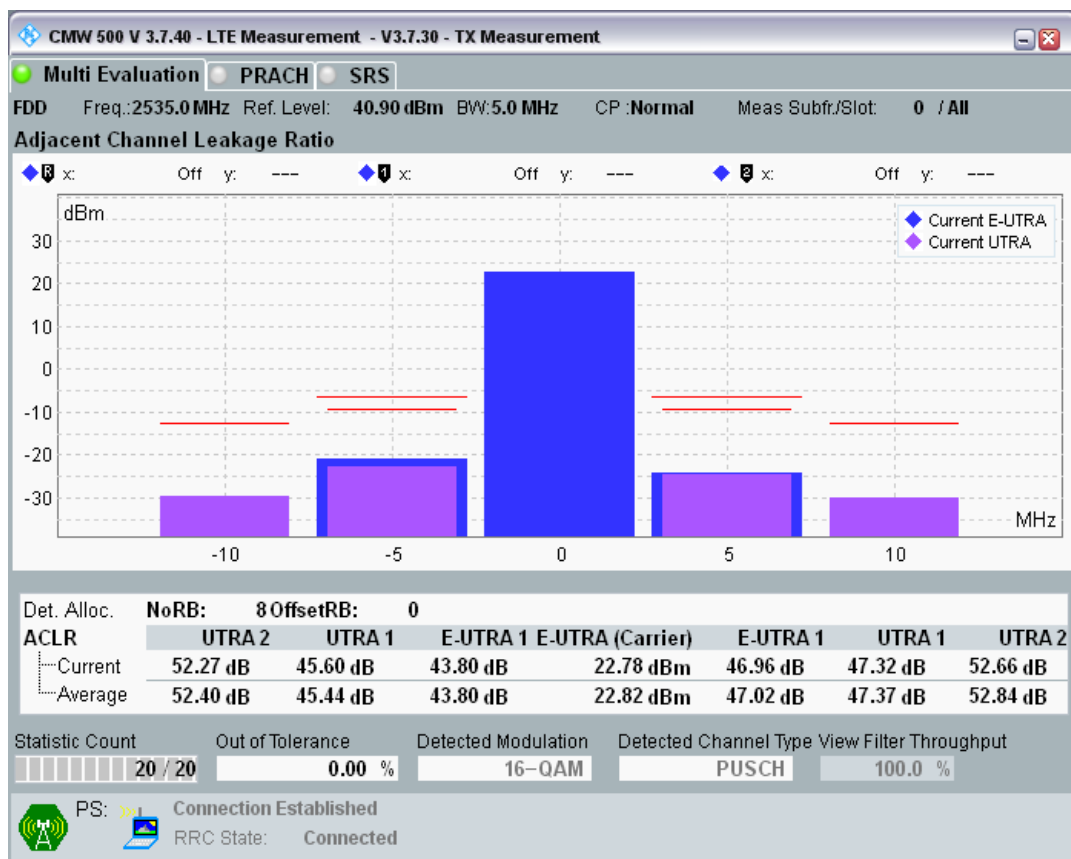 CMW 500 V 3.7.40 - LTE Measurement - V3.7.30 - TX Measurement
Multi Evaluation PRACH SRS
FDD Freq.:2535.0 MHz Ref. Level: 40.90 dBm BW:5.0 MHz CP :Normal Meas Subfr./Slot: 0 / All
Adjacent Channel Leakage Ratio
R x: Off y: --- 1 x: Off y: --- 2 x: Off y: ---
dBm
Current E-UTRA
Current UTRA
30
20
10
0
-10
-20
-30
MHz
-10 -5 0 5 10
Det. Alloc. NoRB: 8 OffsetRB: 0
ACLR UTRA 2 UTRA 1 E-UTRA 1 E-UTRA (Carrier) E-UTRA 1 UTRA 1 UTRA 2
Current 52.27 dB 45.60 dB 43.80 dB 22.78 dBm 46.96 dB 47.32 dB 52.66 dB
Average 52.40 dB 45.44 dB 43.80 dB 22.82 dBm 47.02 dB 47.37 dB 52.84 dB
Statistic Count Out of Tolerance Detected Modulation Detected Channel Type View Filter Throughput
20 / 20 0.00 % 16-QAM PUSCH 100.0 %
PS: Connection Established
RRC State: Connected